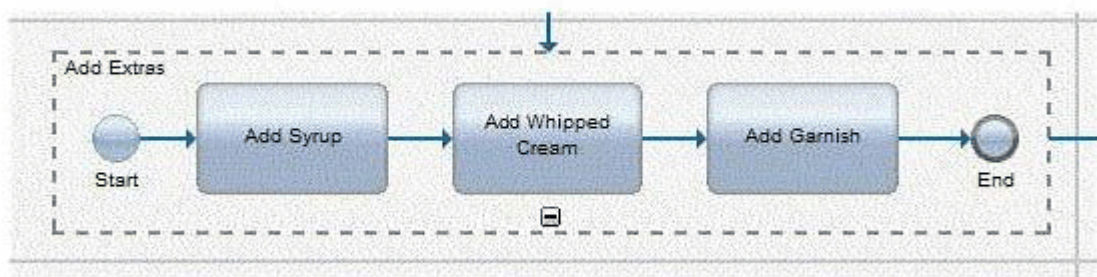 Add Extras
Add Syrup
Add Whipped
Cream
Add Garnish
Start
End